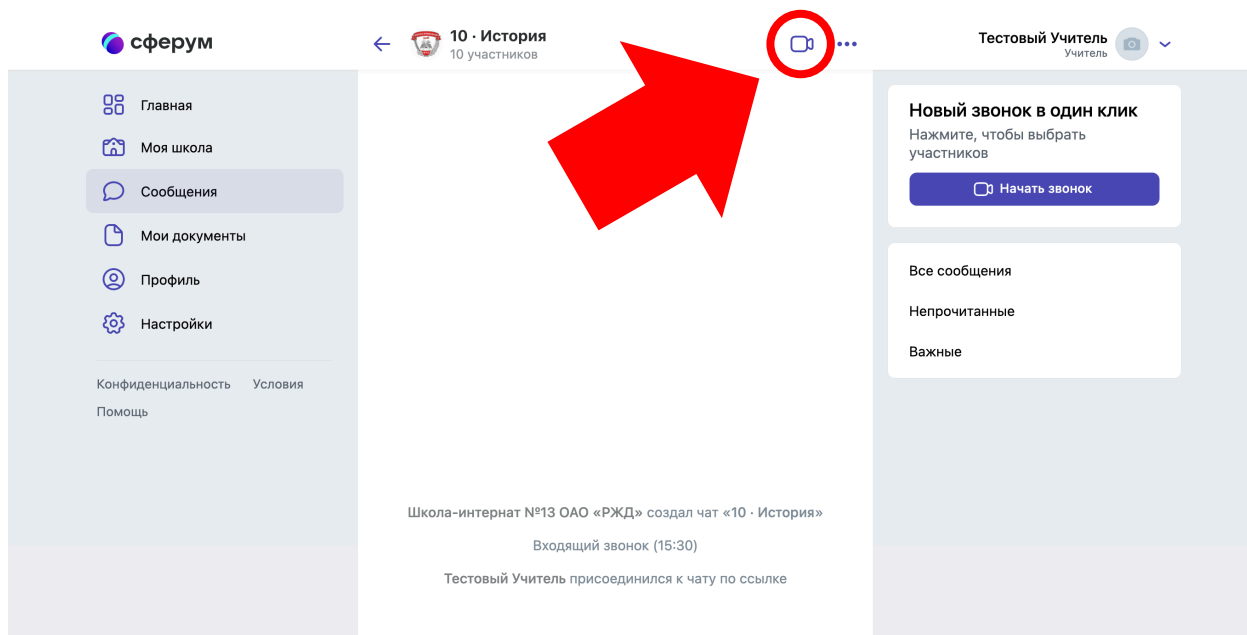 сферум
10 · История
10 участников
Тестовый Учитель
Учитель
Главная
Моя школа
Сообщения
Мои документы
Профиль
Настройки
Конфиденциальность Условия
Помощь
Школа-интернат №13 ОАО «РЖД» создал чат «10 · История»
Входящий звонок (15:30)
Тестовый Учитель присоединился к чату по ссылке
Новый звонок в один клик
Нажмите, чтобы выбрать
участников
Начать звонок
Все сообщения
Непрочитанные
Важные